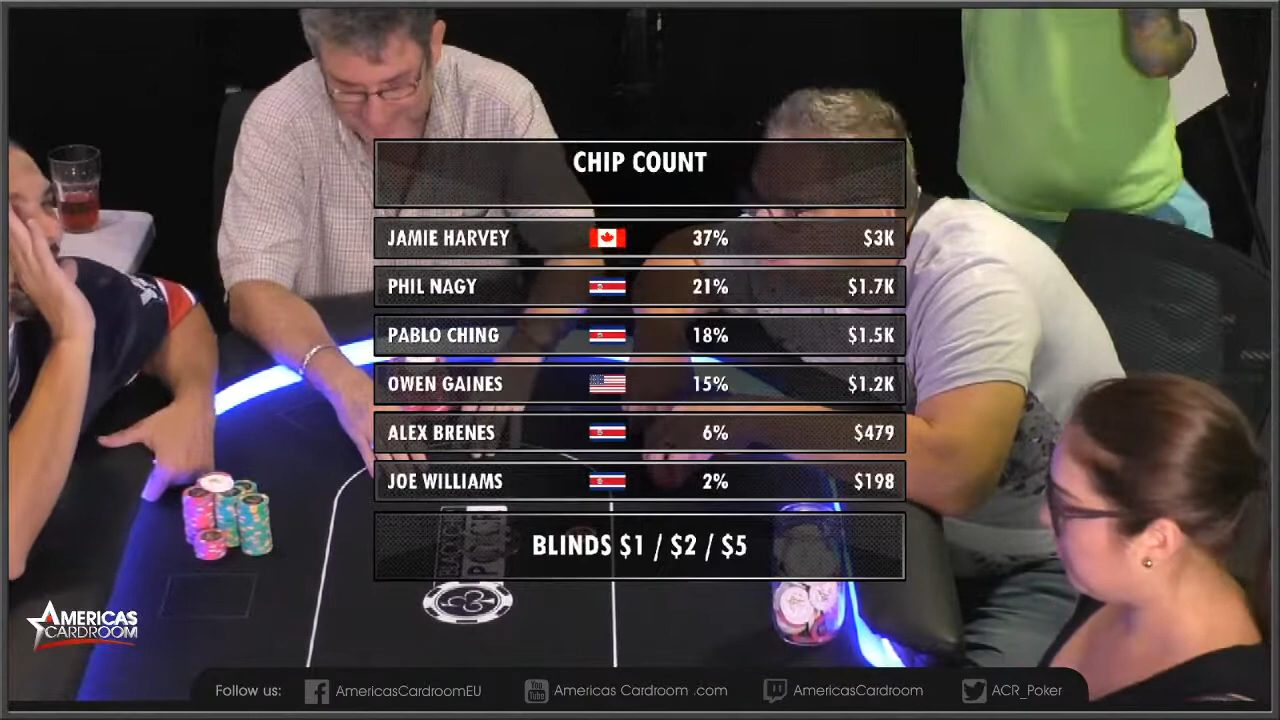 CHIP COUNT
JAMIE HARVEY 37% $3K
PHIL NAGY 21% $1.7K
PABLO CHING 18% $1.5K
OWEN GAINES 15% $1.2K
ALEX BRENES 6% $479
JOE WILLIAMS 2% $198
BLINDS $1 / $2 / $5
AMERICAS
CARDROOM
Follow us: AmericasCardroomEU You Tube Americas Cardroom .com AmericasCardroom ACR_Poker